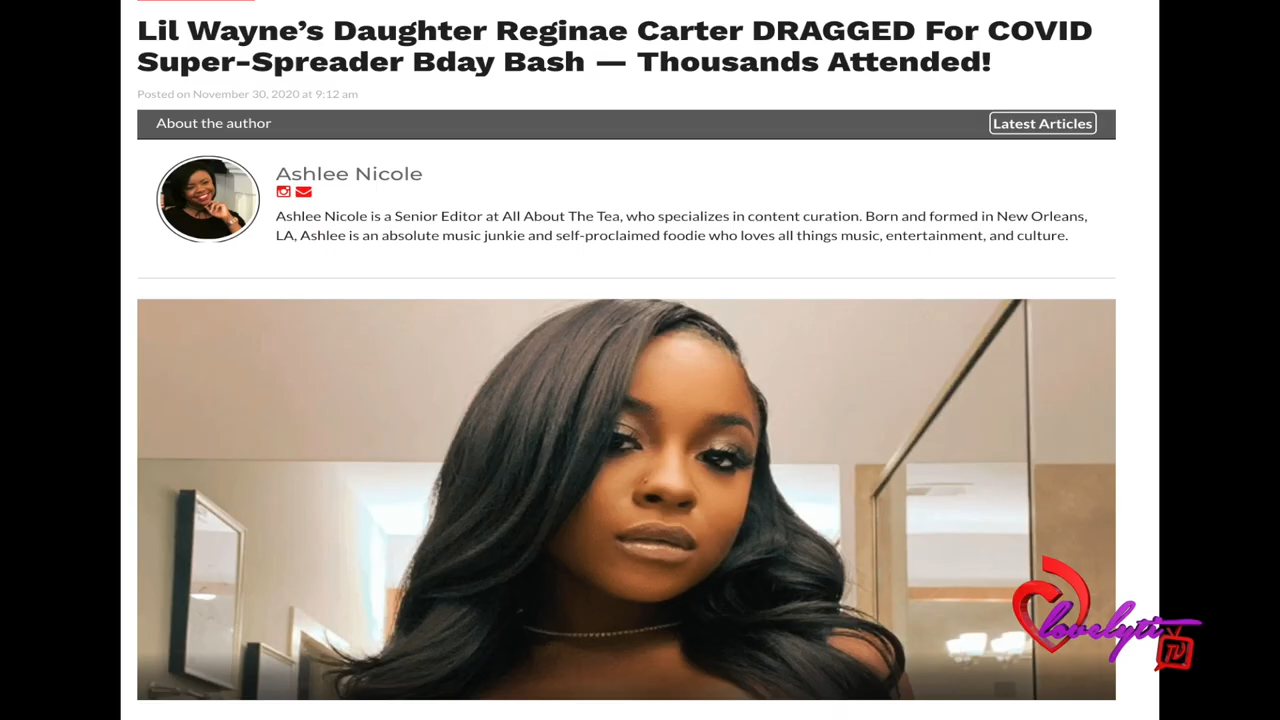 Lil Wayne’s Daughter Reginae Carter DRAGGED For COVID
Super-Spreader Bday Bash — Thousands Attended!
Posted on November 30, 2020 at 9:12 am
About the author
Latest Articles
Ashlee Nicole
Ashlee Nicole is a Senior Editor at All About The Tea, who specializes in content curation. Born and formed in New Orleans,
LA, Ashlee is an absolute music junkie and self-proclaimed foodie who loves all things music, entertainment, and culture.
lovelyti
TV